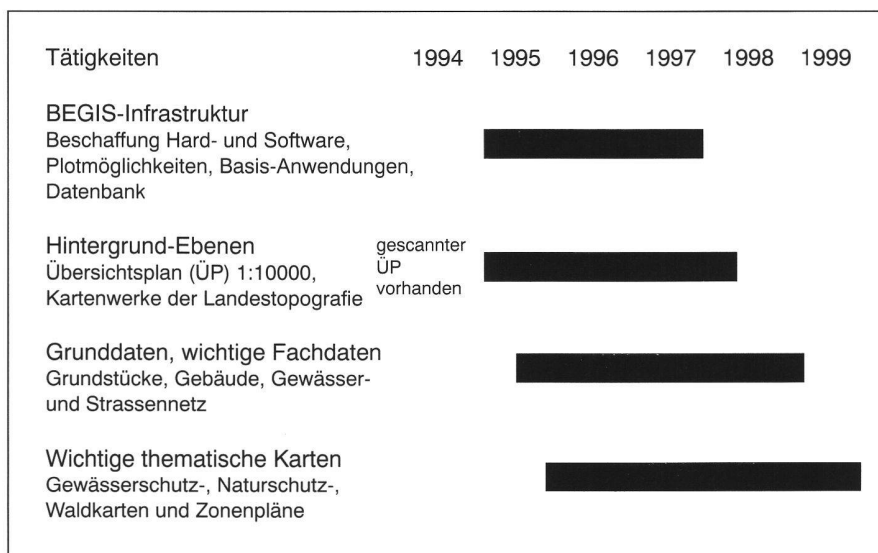 Tätigkeiten 1994 1995 1996 1997 1998 1999
BEGIS-Infrastruktur
Beschaffung Hard- und Software,
Plotmöglichkeiten, Basis-Anwendungen,
Datenbank
Hintergrund-Ebenen
Übersichtsplan (ÜP) 1:10000,
Kartenwerke der Landestopografie
gescannter
ÜP
vorhanden
Grunddaten, wichtige Fachdaten
Grundstücke, Gebäude, Gewässer-
und Strassennetz
Wichtige thematische Karten
Gewässerschutz-, Naturschutz-,
Waldkarten und Zonenpläne